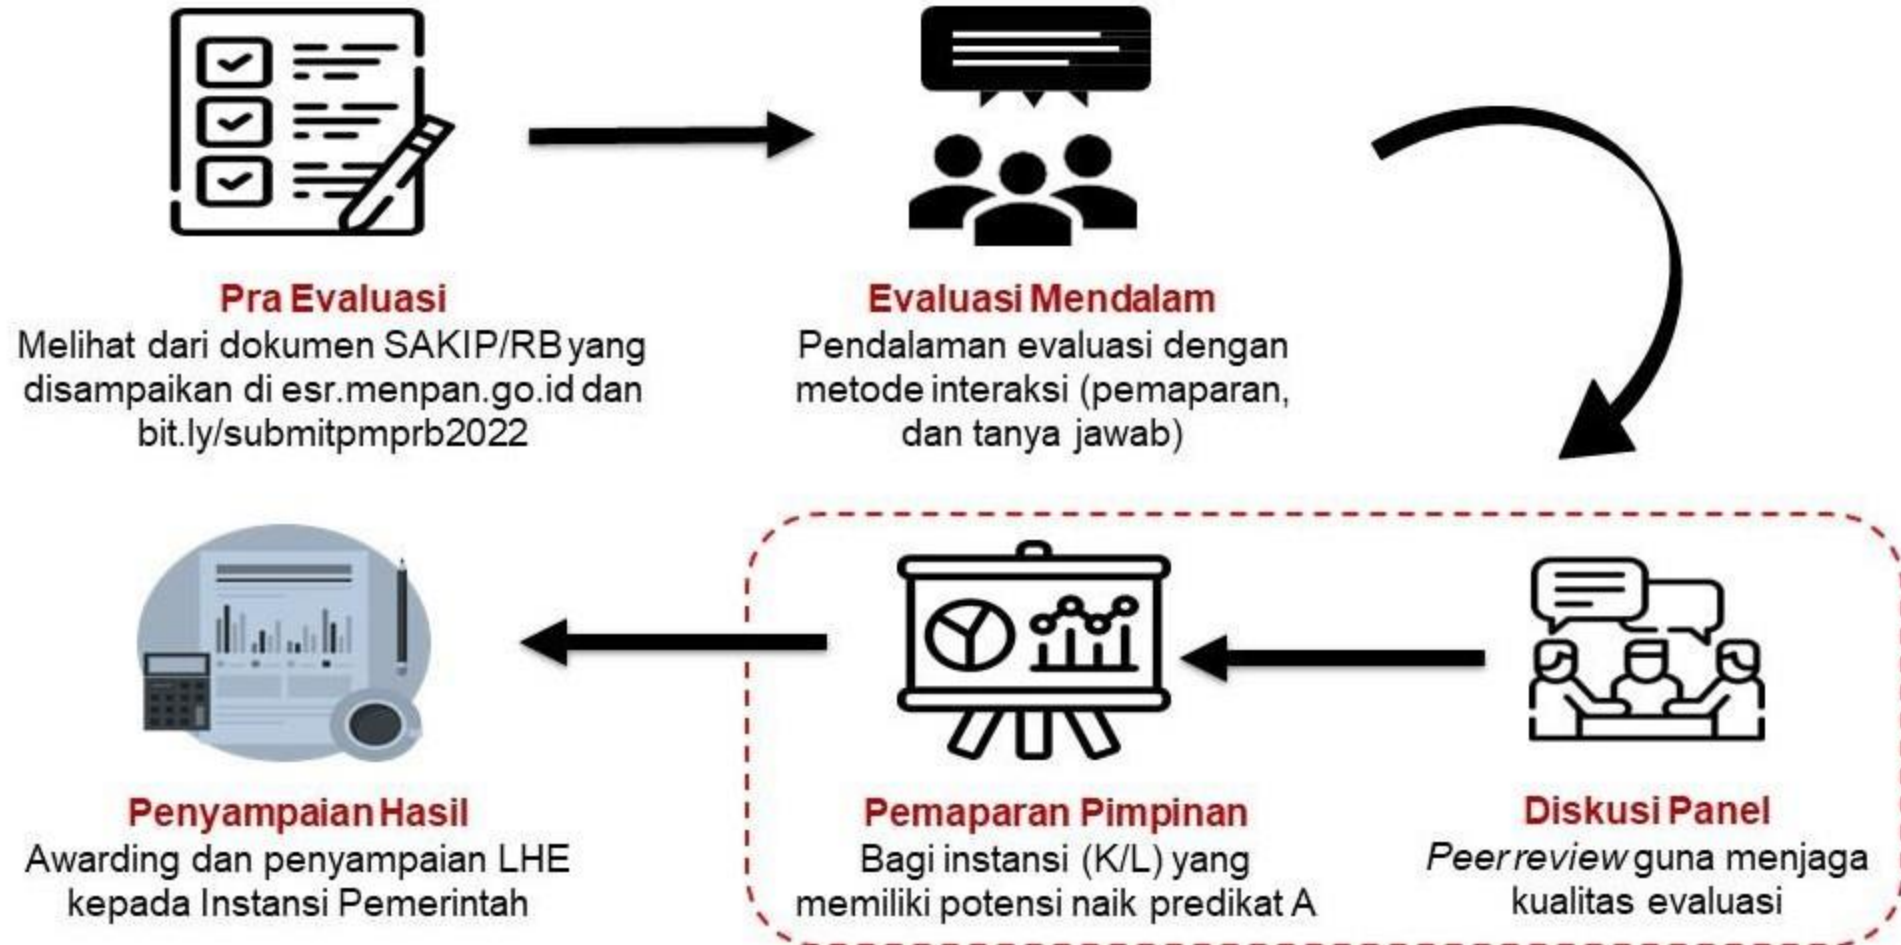 Pra Evaluasi
Melihat dari dokumen SAKIP/RB yang
disampaikan di esr.menpan.go.id dan
bit.ly/submitpmprb2022
Evaluasi Mendalam
Pendalaman evaluasi dengan
metode interaksi (pemaparan,
dan tanya jawab)
Diskusi Panel
Peer review guna menjaga
kualitas evaluasi
Pemaparan Pimpinan
Bagi instansi (K/L) yang
memiliki potensi naik predikat A
Penyampaian Hasil
Awarding dan penyampaian LHE
kepada Instansi Pemerintah